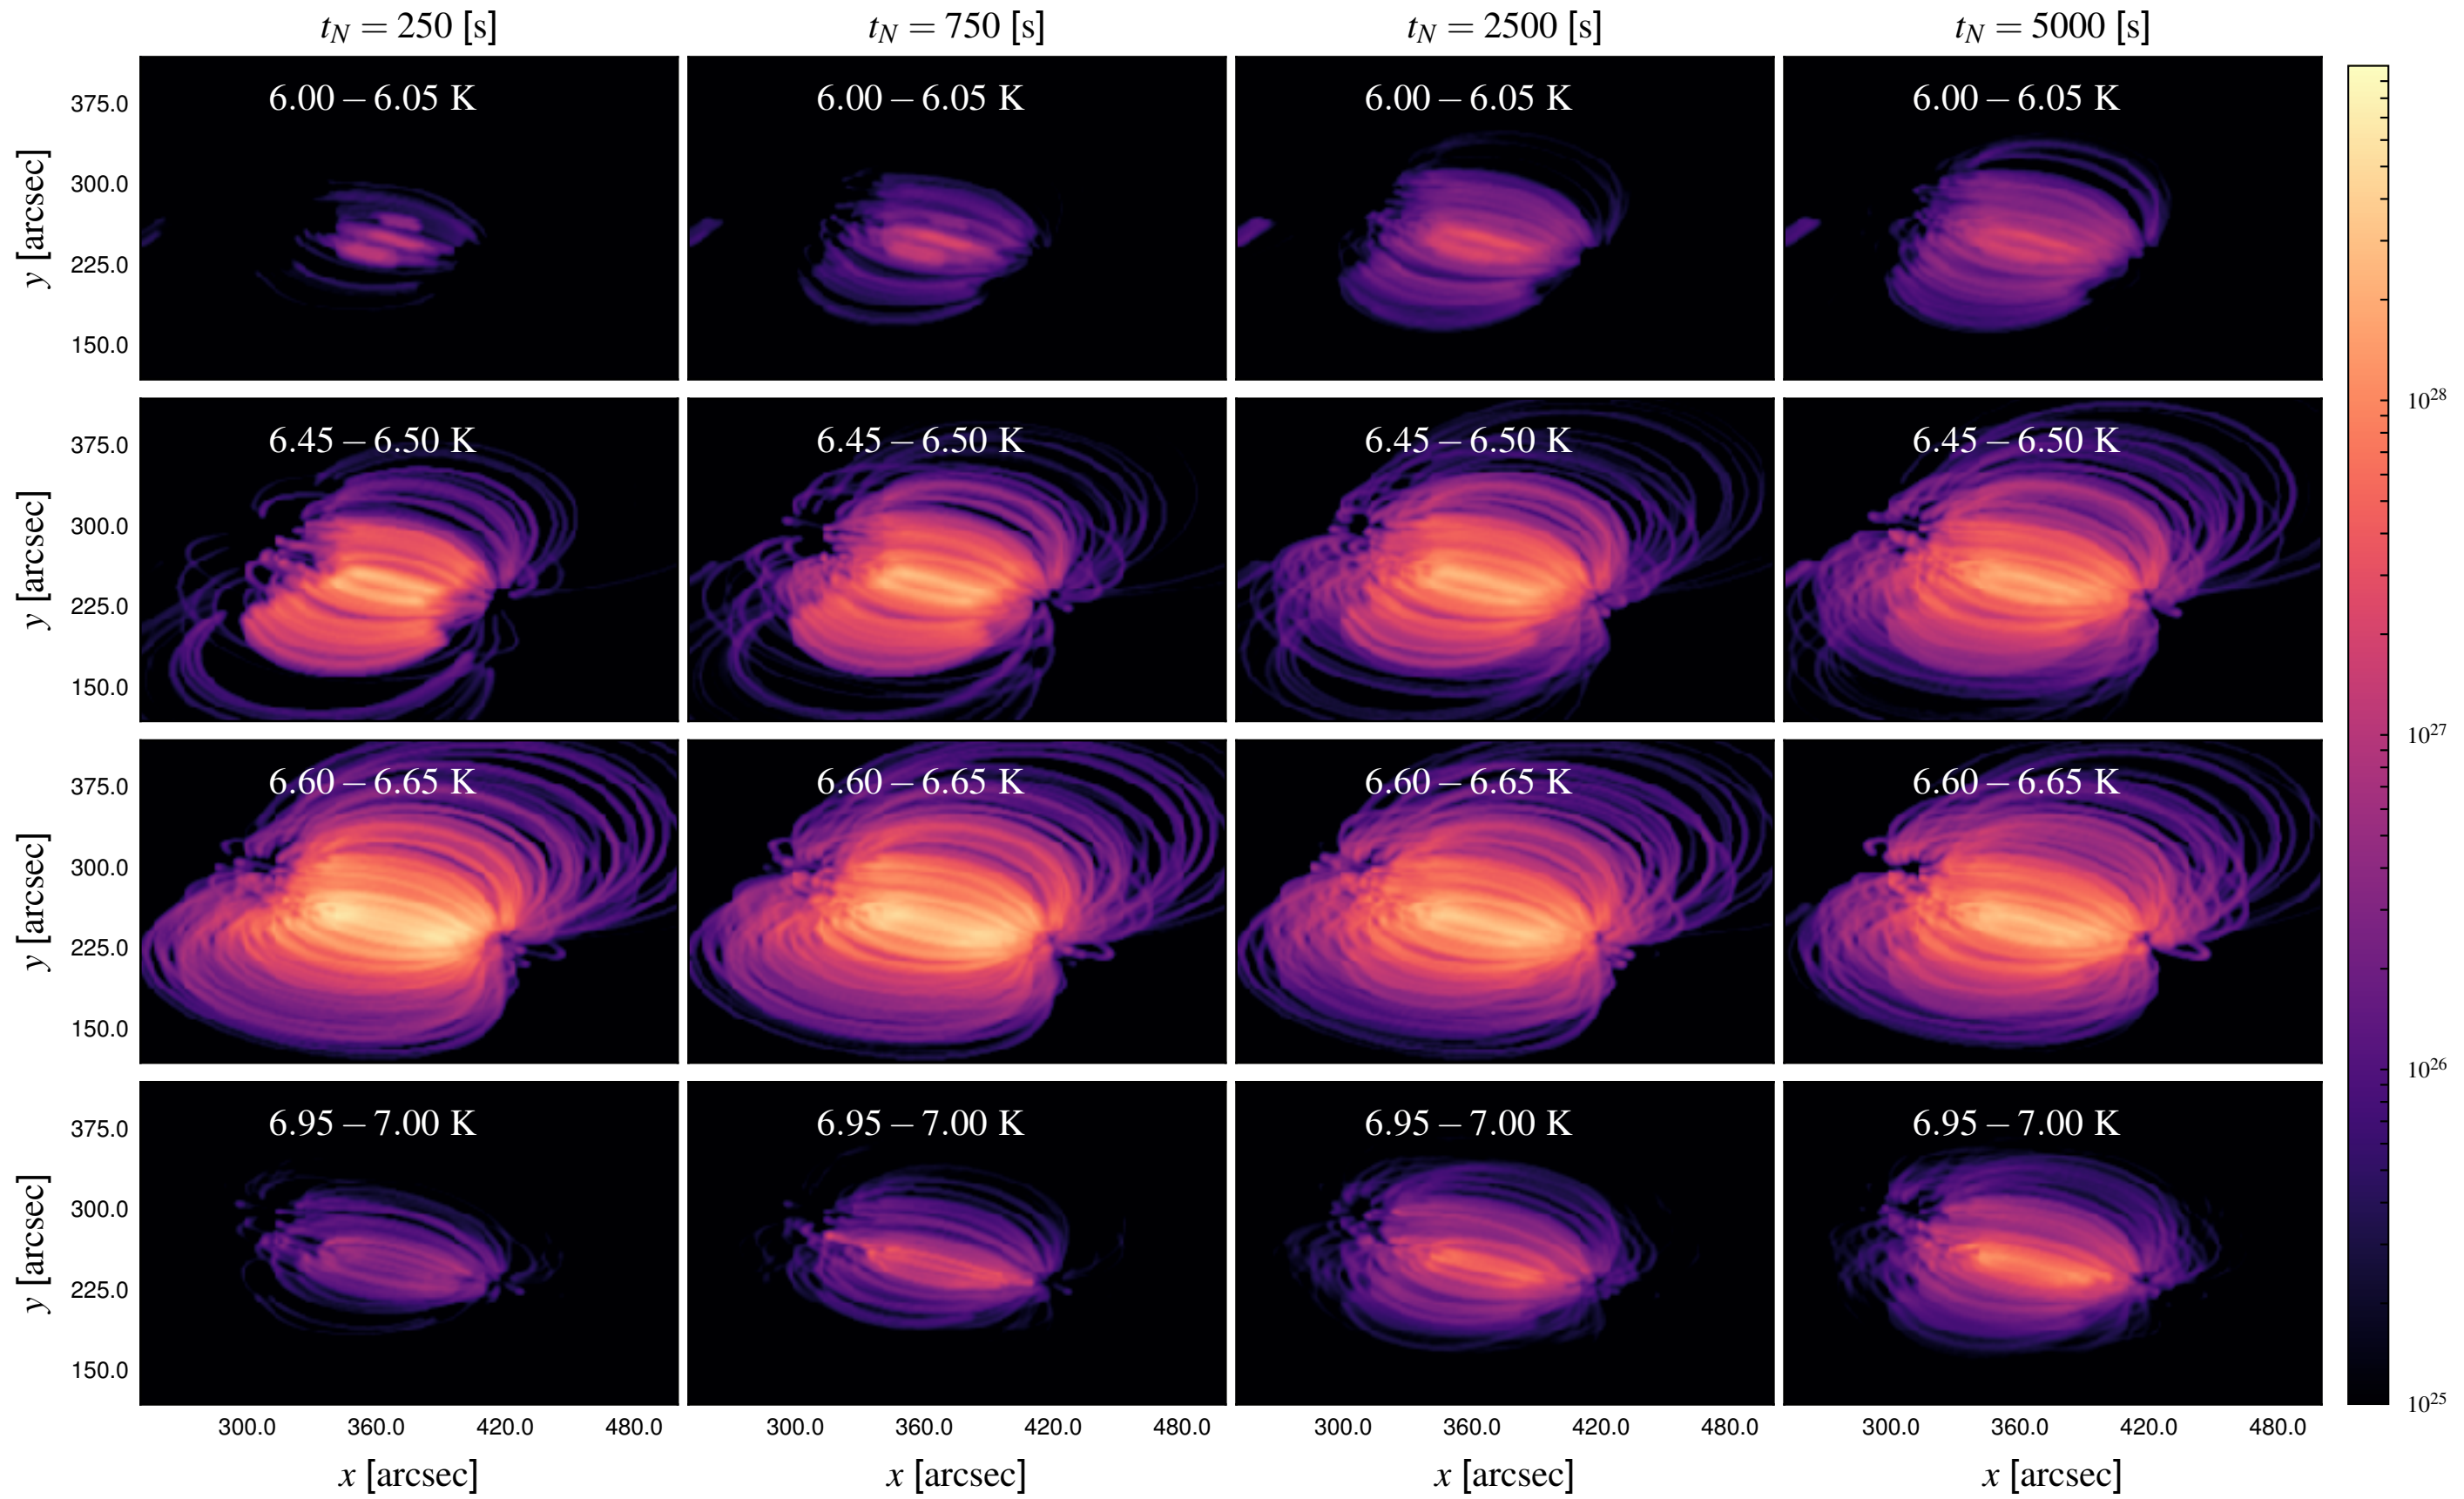 t_N = 250 [s] t_N = 750 [s] t_N = 2500 [s] t_N = 5000 [s]
6.00 – 6.05 K 6.00 – 6.05 K 6.00 – 6.05 K 6.00 – 6.05 K
375.0
300.0
225.0
150.0
y [arcsec]
6.45 – 6.50 K 6.45 – 6.50 K 6.45 – 6.50 K 6.45 – 6.50 K
375.0
300.0
225.0
150.0
y [arcsec]
6.60 – 6.65 K 6.60 – 6.65 K 6.60 – 6.65 K 6.60 – 6.65 K
375.0
300.0
225.0
150.0
y [arcsec]
6.95 – 7.00 K 6.95 – 7.00 K 6.95 – 7.00 K 6.95 – 7.00 K
375.0
300.0
225.0
150.0
y [arcsec]
300.0 360.0 420.0 480.0 300.0 360.0 420.0 480.0 300.0 360.0 420.0 480.0 300.0 360.0 420.0 480.0
x [arcsec] x [arcsec] x [arcsec] x [arcsec]
10^28
10^27
10^26
10^25